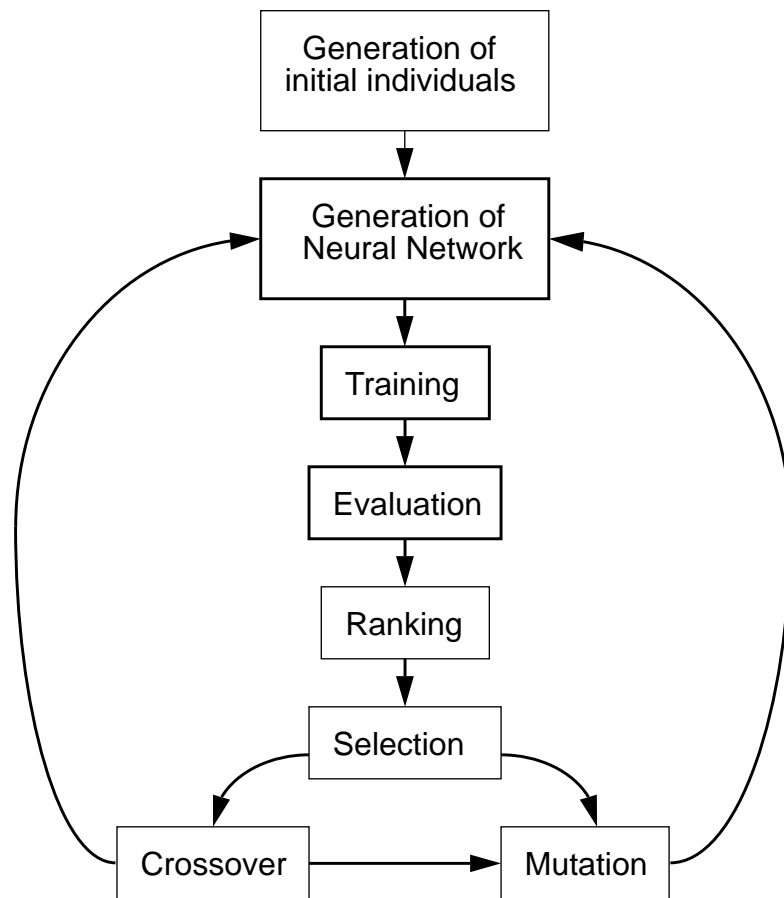 Generation of
initial individuals
Generation of
Neural Network
Training
Evaluation
Ranking
Selection
Crossover
Mutation